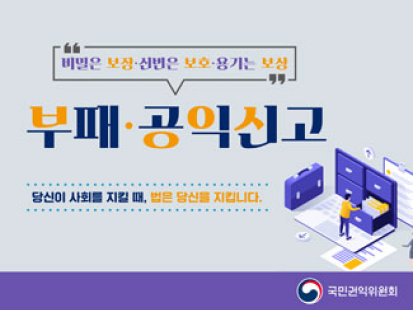 비밀은 보장·신변은 보호·용기는 보상
부패·공익신고
당신이 사회를 지킬 때, 법은 당신을 지킵니다.
국민권익위원회